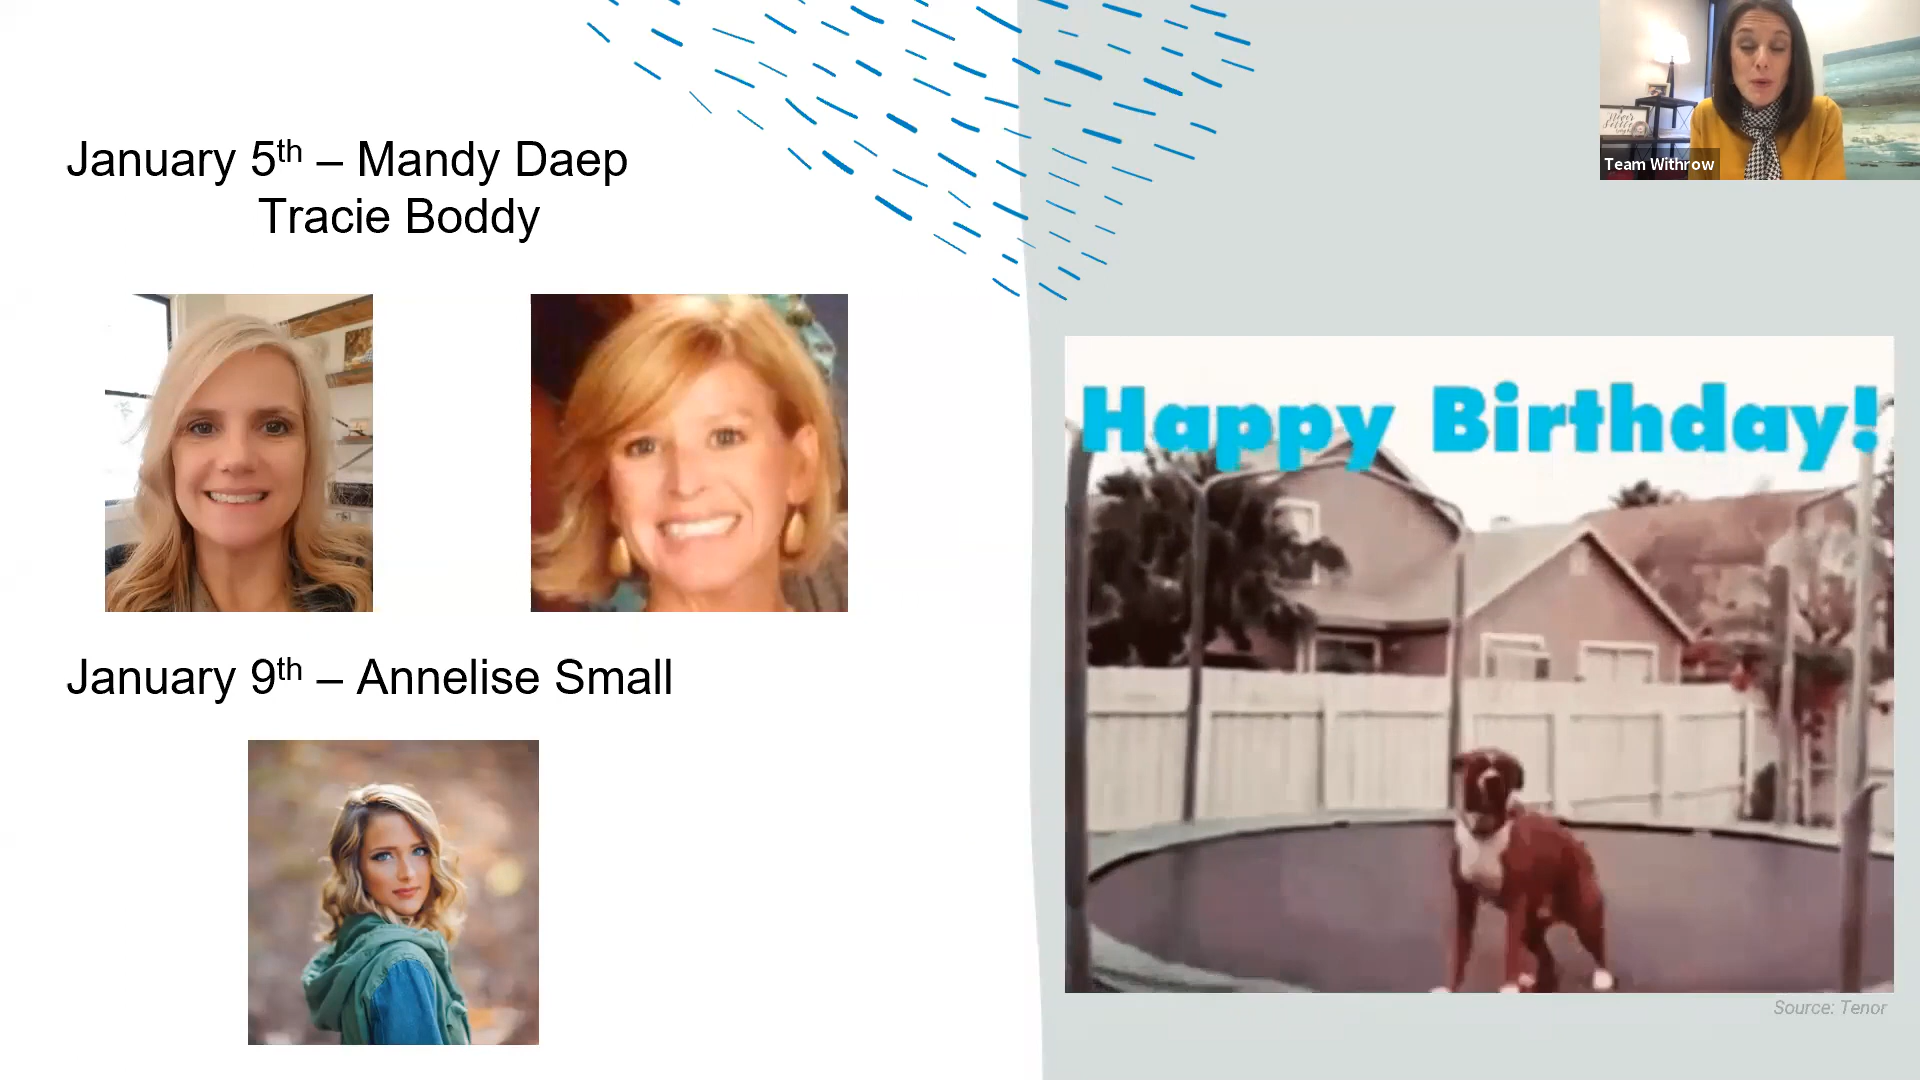 January 5th – Mandy Daep
Tracie Boddy
January 9th – Annelise Small
Happy Birthday!
Source: Tenor
Team Withrow